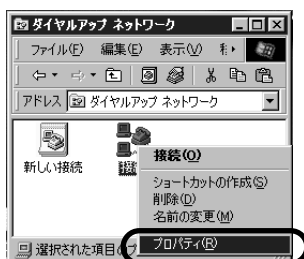 ダイヤルアップ ネットワーク
ファイル(F) 編集(E) 表示(V)
アドレス ダイヤルアップ ネットワーク
新しい接続
接続(O)
ショートカットの作成(S)
削除(D)
名前の変更(M)
プロパティ(R)
選択された項目の